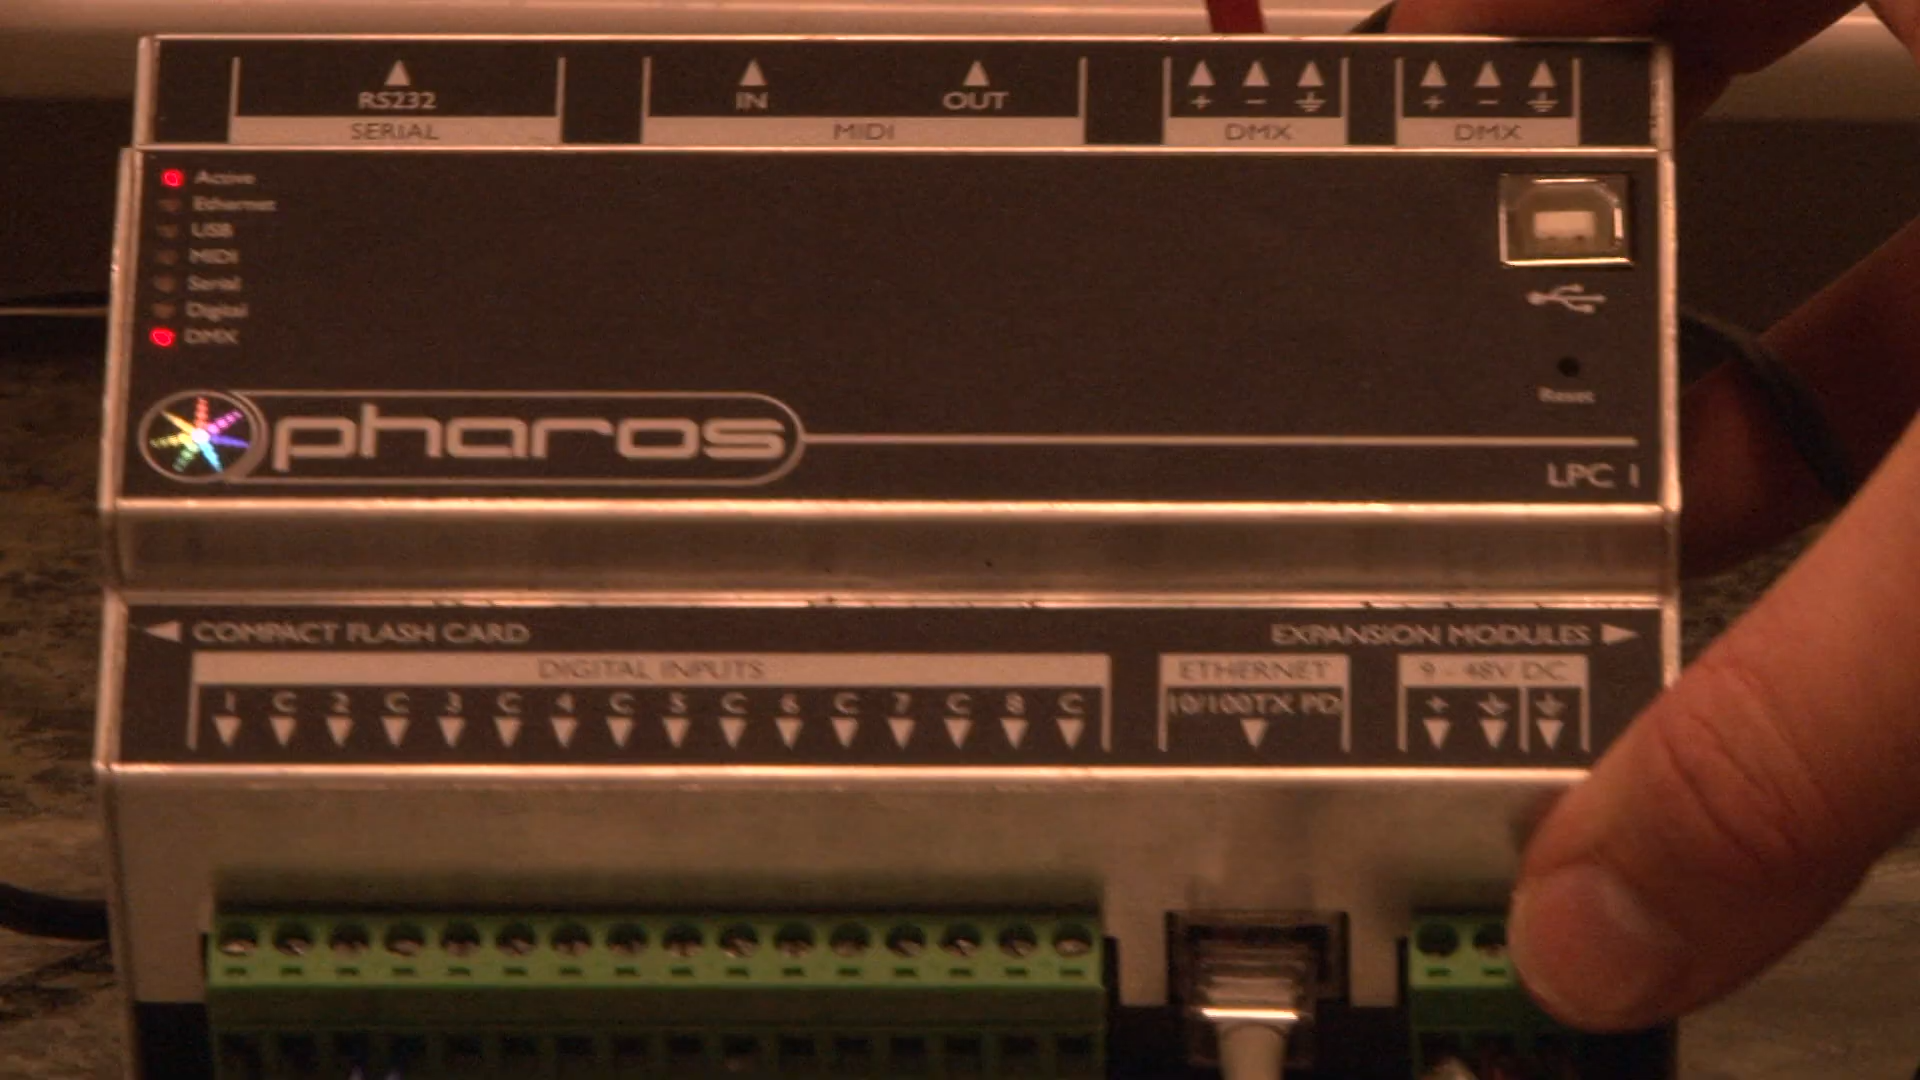 RS232
SERIAL
IN OUT
MIDI
+ −
DMX
+ −
DMX
Active
Ethernet
USB
MIDI
Serial
Digital
DMX
Reset
pharos
LPC 1
COMPACT FLASH CARD
EXPANSION MODULES
DIGITAL INPUTS
1 C 2 C 3 C 4 C 5 C 6 C 7 C 8 C
ETHERNET
10/100TX PD
9 - 48V DC
+